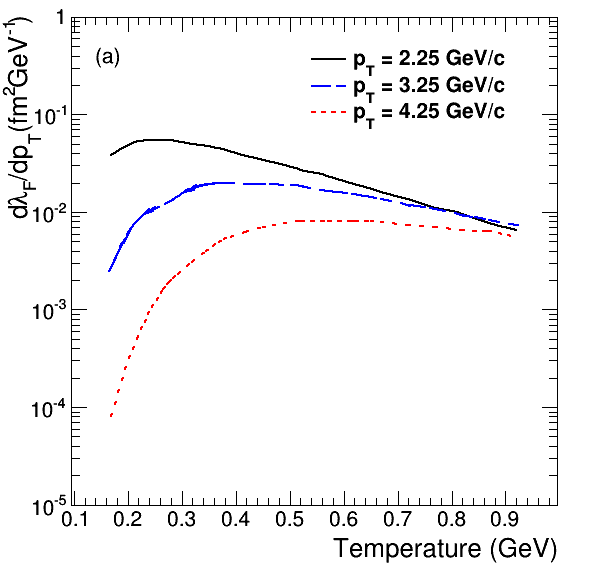 (a)
p_T = 2.25 GeV/c
p_T = 3.25 GeV/c
p_T = 4.25 GeV/c
dλ_F/dp_T(fm²GeV⁻¹)
1
10⁻¹
10⁻²
10⁻³
10⁻⁴
10⁻⁵
0.1 0.2 0.3 0.4 0.5 0.6 0.7 0.8 0.9
Temperature (GeV)